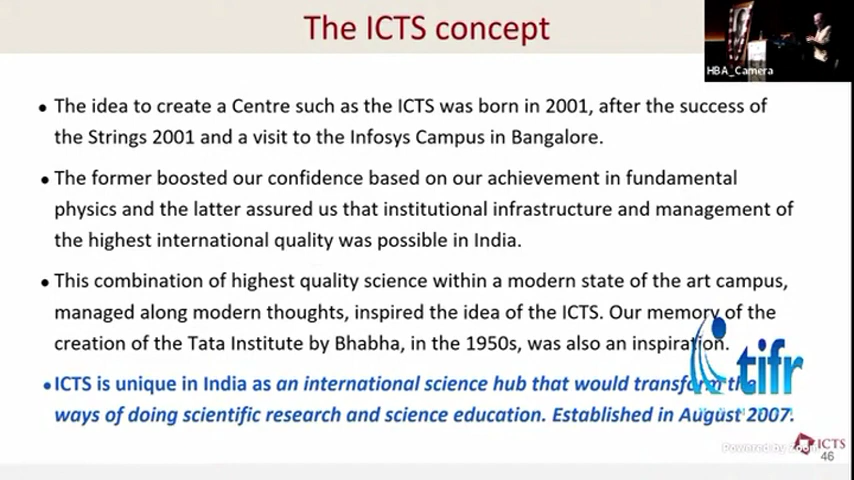 The ICTS concept
HBA_Camera
• The idea to create a Centre such as the ICTS was born in 2001, after the success of
the Strings 2001 and a visit to the Infosys Campus in Bangalore.
• The former boosted our confidence based on our achievement in fundamental
physics and the latter assured us that institutional infrastructure and management of
the highest international quality was possible in India.
• This combination of highest quality science within a modern state of the art campus,
managed along modern thoughts, inspired the idea of the ICTS. Our memory of the
creation of the Tata Institute by Bhabha, in the 1950s, was also an inspiration.
tifr
• ICTS is unique in India as an international science hub that would transform the
ways of doing scientific research and science education. Established in August 2007.
Powered by Zoom
ICTS
46